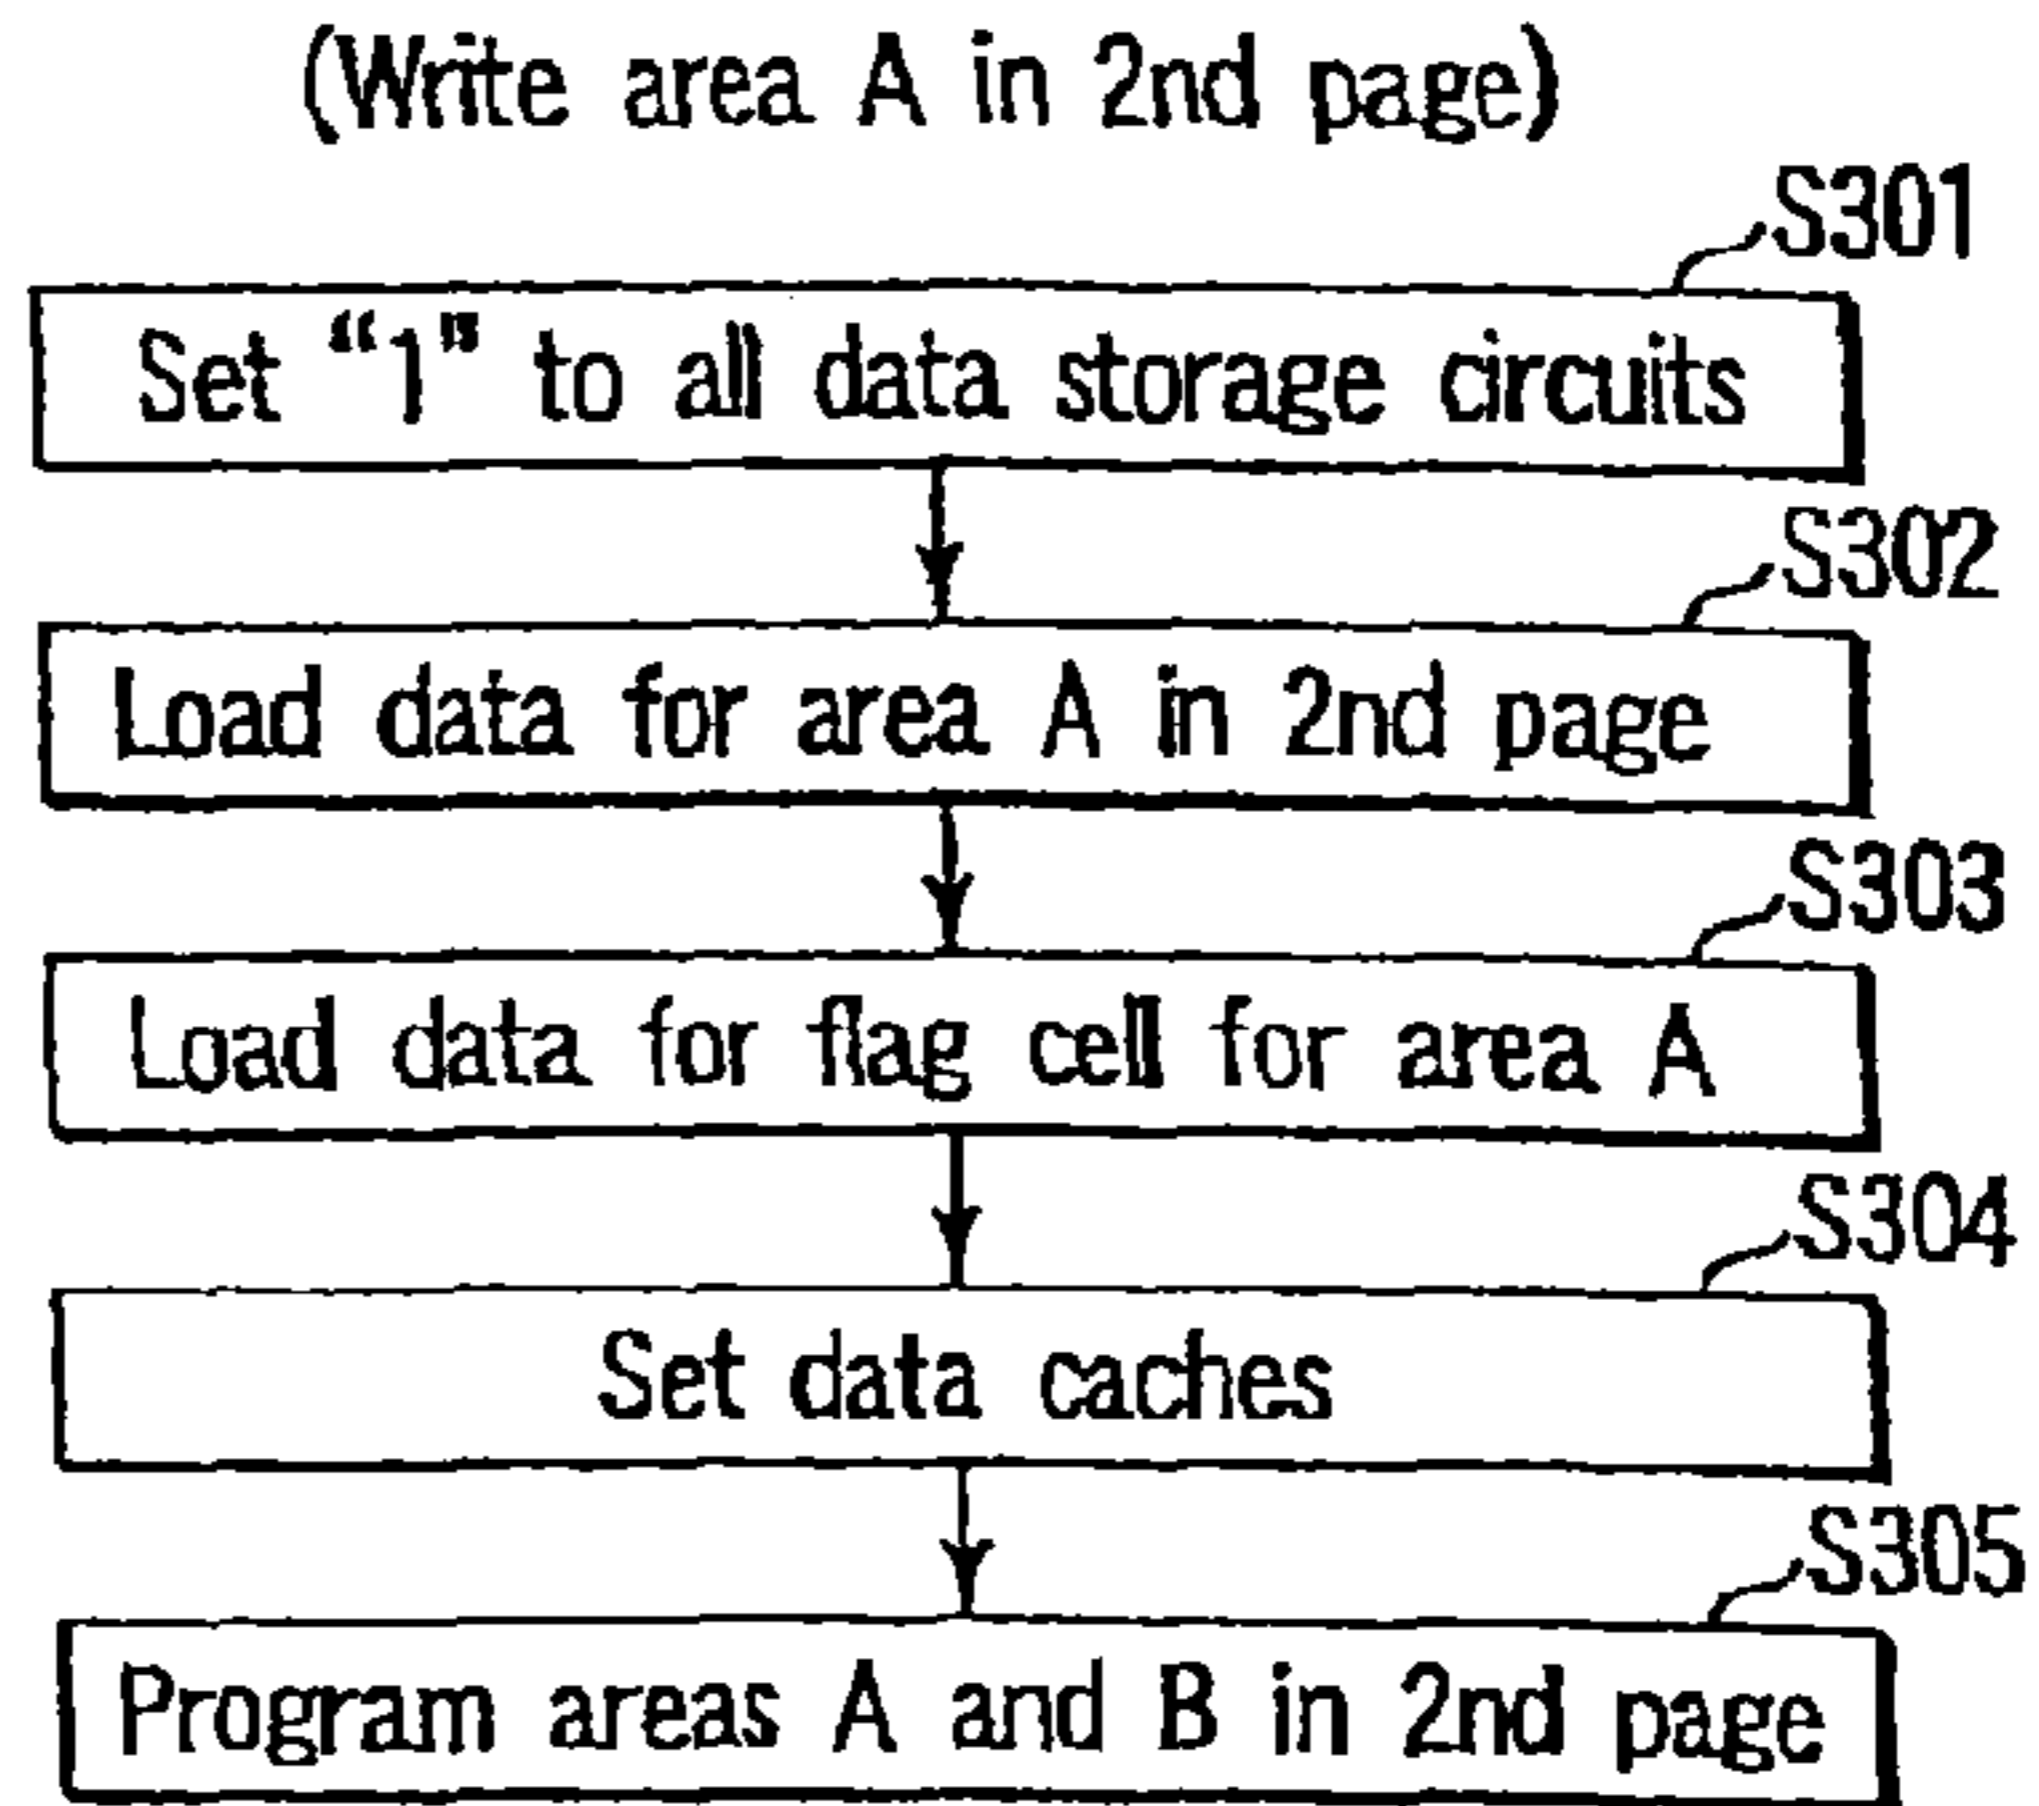 (Write area A in 2nd page)
S301
Set “1” to all data storage circuits
S302
Load data for area A in 2nd page
S303
Load data for flag cell for area A
S304
Set data caches
S305
Program areas A and B in 2nd page